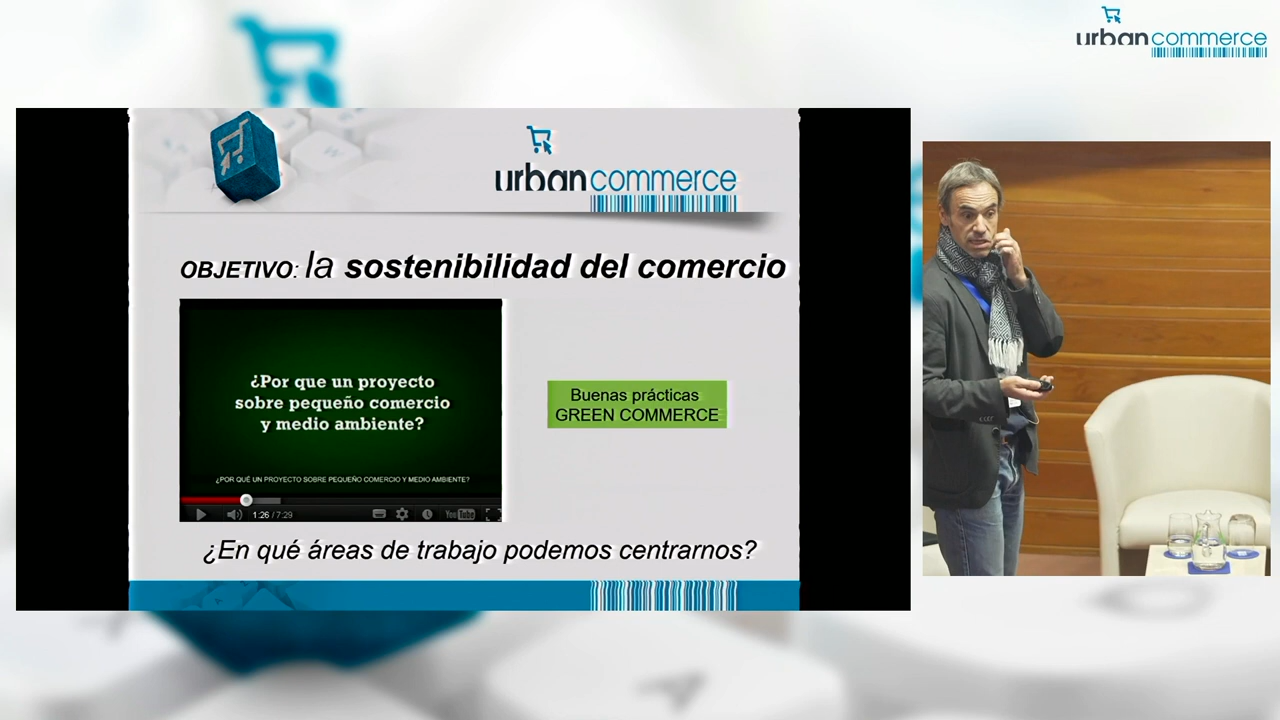 urbancommerce
urbancommerce
OBJETIVO: la sostenibilidad del comercio
¿Por que un proyecto
sobre pequeño comercio
y medio ambiente?
¿POR QUÉ UN PROYECTO SOBRE PEQUEÑO COMERCIO Y MEDIO AMBIENTE?
1:26 / 7:29
YouTube
Buenas prácticas
GREEN COMMERCE
¿En qué áreas de trabajo podemos centrarnos?